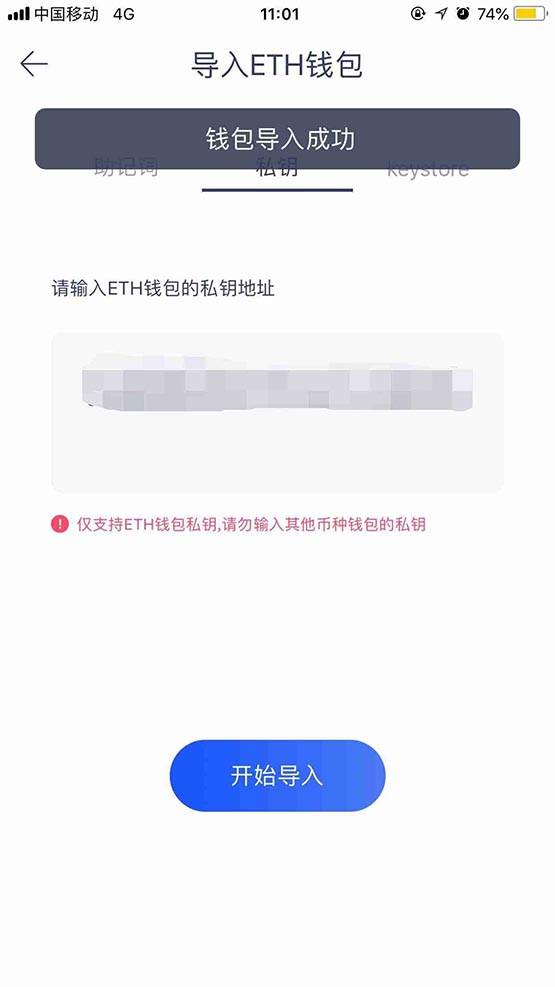 中国移动 4G 11:01 74%
导入ETH钱包
钱包导入成功
助记词 私钥 keystore
请输入ETH钱包的私钥地址
仅支持ETH钱包私钥,请勿输入其他币种钱包的私钥
开始导入